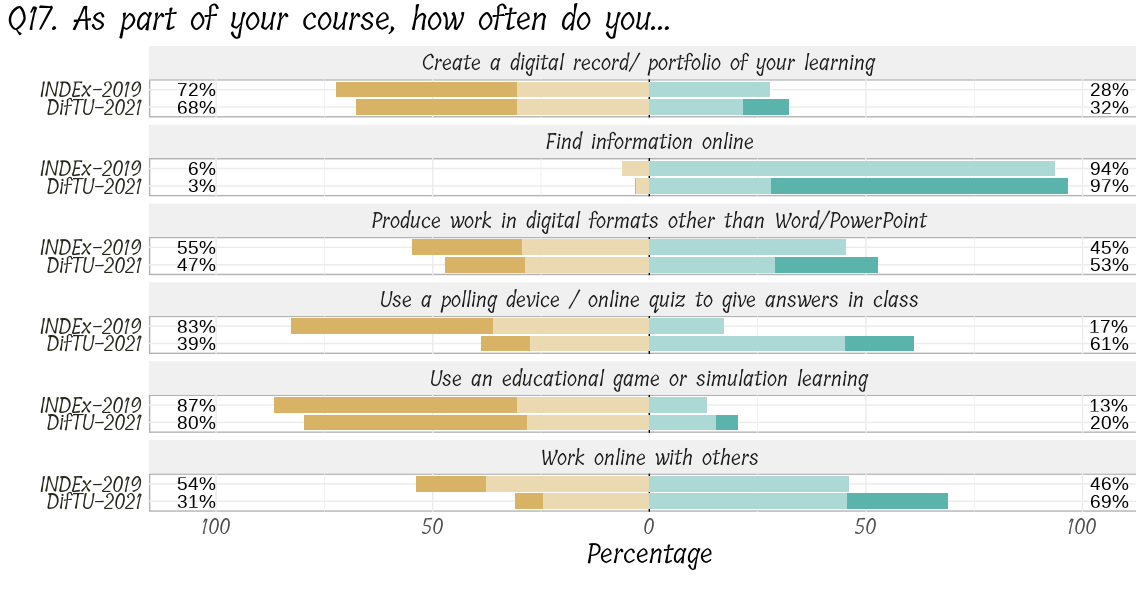 Q17. As part of your course, how often do you...
Create a digital record/ portfolio of your learning
INDEx-2019 72% 28%
DifTU-2021 68% 32%
Find information online
INDEx-2019 6% 94%
DifTU-2021 3% 97%
Produce work in digital formats other than Word/PowerPoint
INDEx-2019 55% 45%
DifTU-2021 47% 53%
Use a polling device / online quiz to give answers in class
INDEx-2019 83% 17%
DifTU-2021 39% 61%
Use an educational game or simulation learning
INDEx-2019 87% 13%
DifTU-2021 80% 20%
Work online with others
INDEx-2019 54% 46%
DifTU-2021 31% 69%
100 50 0 50 100
Percentage